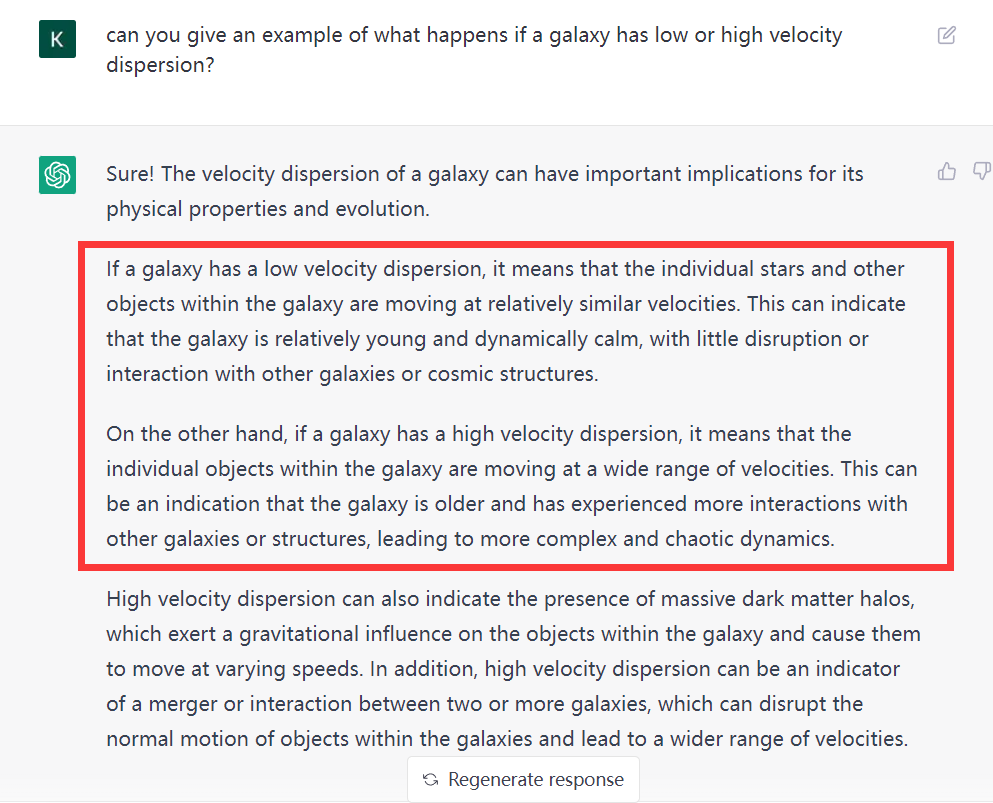 K
can you give an example of what happens if a galaxy has low or high velocity
dispersion?
Sure! The velocity dispersion of a galaxy can have important implications for its
physical properties and evolution.
If a galaxy has a low velocity dispersion, it means that the individual stars and other
objects within the galaxy are moving at relatively similar velocities. This can indicate
that the galaxy is relatively young and dynamically calm, with little disruption or
interaction with other galaxies or cosmic structures.
On the other hand, if a galaxy has a high velocity dispersion, it means that the
individual objects within the galaxy are moving at a wide range of velocities. This can
be an indication that the galaxy is older and has experienced more interactions with
other galaxies or structures, leading to more complex and chaotic dynamics.
High velocity dispersion can also indicate the presence of massive dark matter halos,
which exert a gravitational influence on the objects within the galaxy and cause them
to move at varying speeds. In addition, high velocity dispersion can be an indicator
of a merger or interaction between two or more galaxies, which can disrupt the
normal motion of objects within the galaxies and lead to a wider range of velocities.
Regenerate response